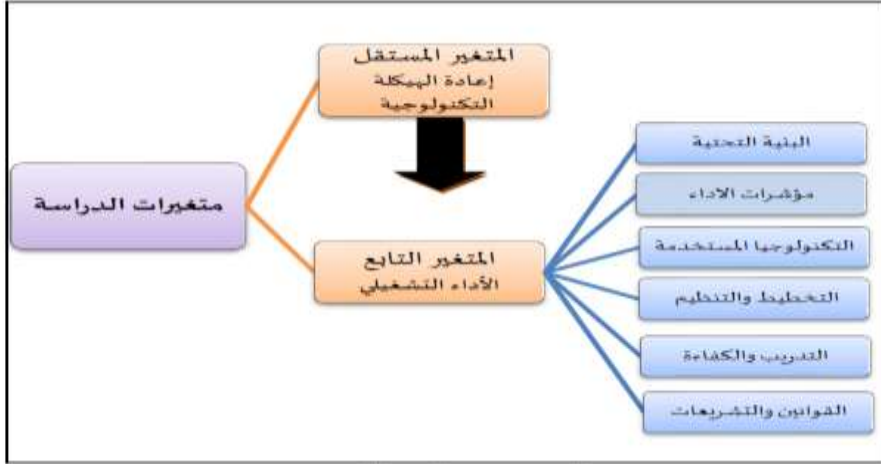 المتغير المستقل
إعادة الهيكلة
التكنولوجية
متغيرات الدراسة
المتغير التابع
الأداء التشغيلي
البنية التحتية
مؤشرات الاداء
التكنولوجيا المستخدمة
التخطيط والتنظيم
التدريب والكفاءة
القوانين والتشريعات